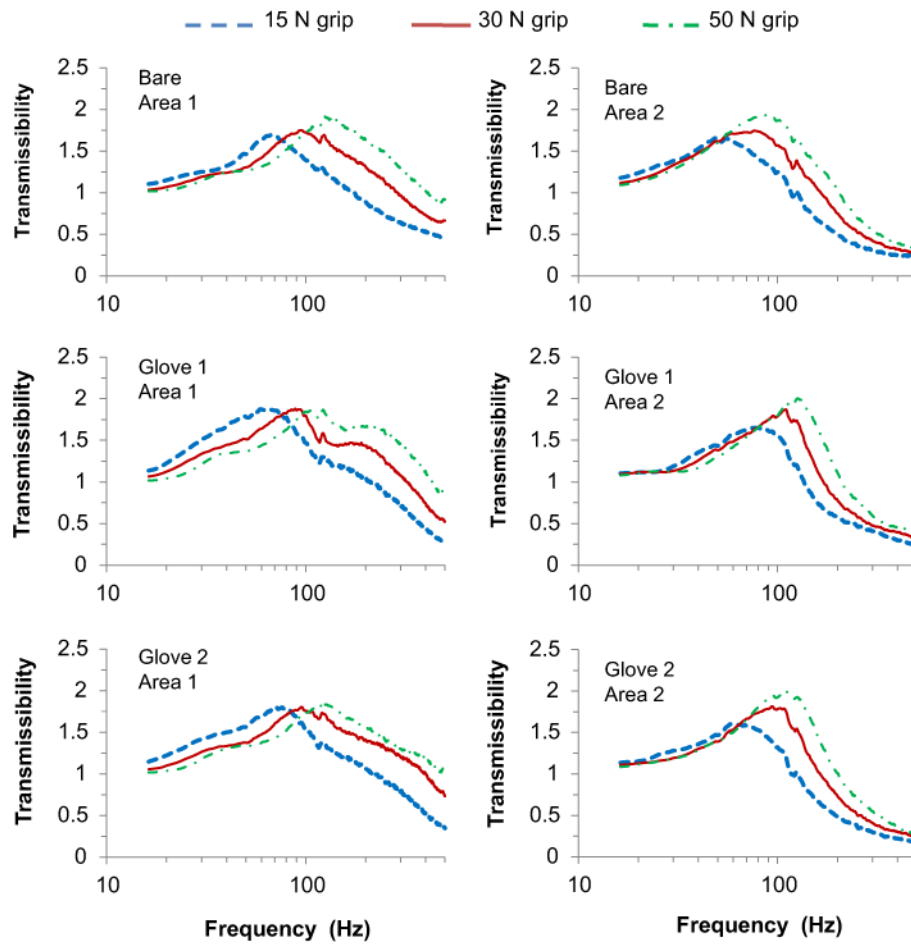 15 N grip 30 N grip 50 N grip
Bare
Area 1
Transmissibility
2.5
2
1.5
1
0.5
0
10 100
Bare
Area 2
Transmissibility
2.5
2
1.5
1
0.5
0
10 100
Glove 1
Area 1
Transmissibility
2.5
2
1.5
1
0.5
0
10 100
Glove 1
Area 2
Transmissibility
2.5
2
1.5
1
0.5
0
10 100
Glove 2
Area 1
Transmissibility
2.5
2
1.5
1
0.5
0
10 100
Frequency (Hz)
Glove 2
Area 2
Transmissibility
2.5
2
1.5
1
0.5
0
10 100
Frequency (Hz)